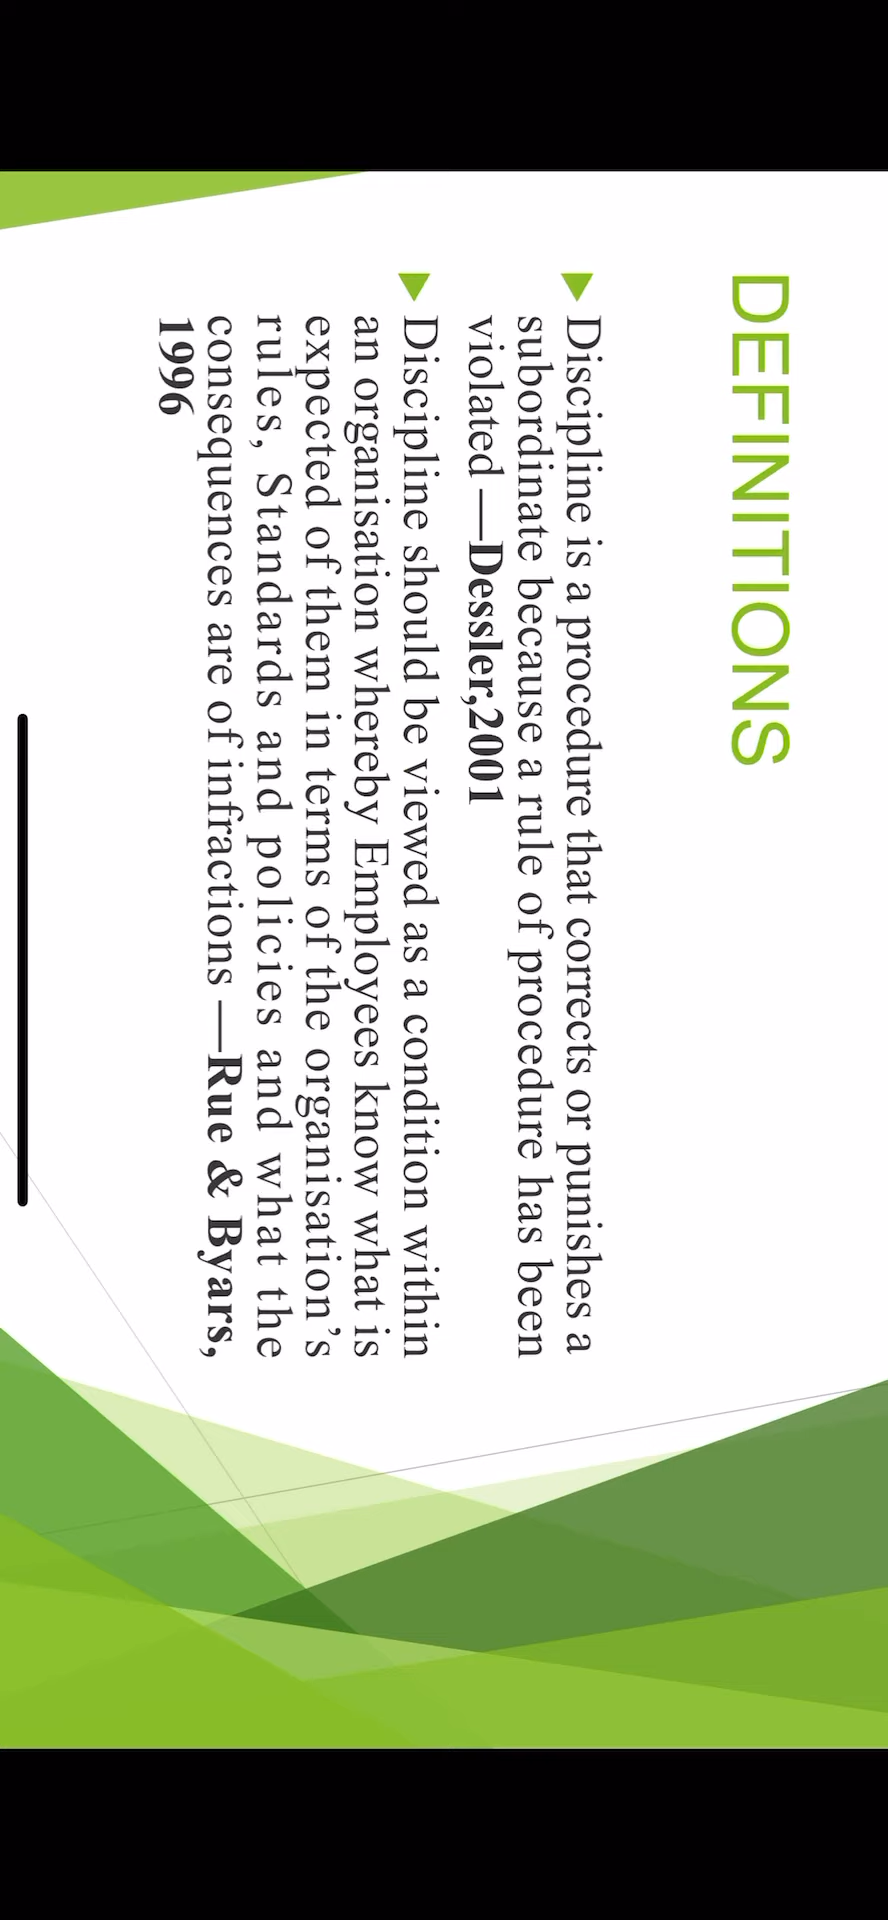 DEFINITIONS
Discipline is a procedure that corrects or punishes a
subordinate because a rule of procedure has been
violated —Dessler,2001
Discipline should be viewed as a condition within
an organisation whereby Employees know what is
expected of them in terms of the organisation’s
rules, Standards and policies and what the
consequences are of infractions —Rue & Byars,
1996